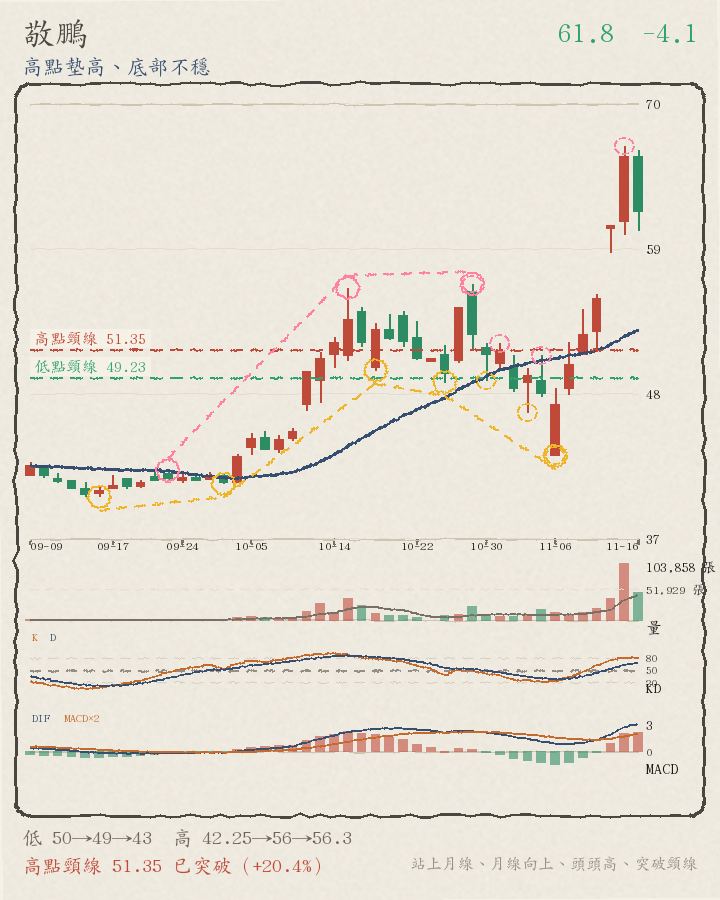 敬鵬
61.8 -4.1
高點墊高、底部不穩
70
59
高點頸線 51.35
低點頸線 49.23
48
37
09-09 09-17 09-24 10-05 10-14 10-22 10-30 11-06 11-16
103,858 張
51,929 張
量
K D
80
50
20
KD
DIF MACD×2
3
0
MACD
低 50→49→43 高 42.25→56→56.3
高點頸線 51.35 已突破 (+20.4%)
站上月線、月線向上、頭頭高、突破頸線